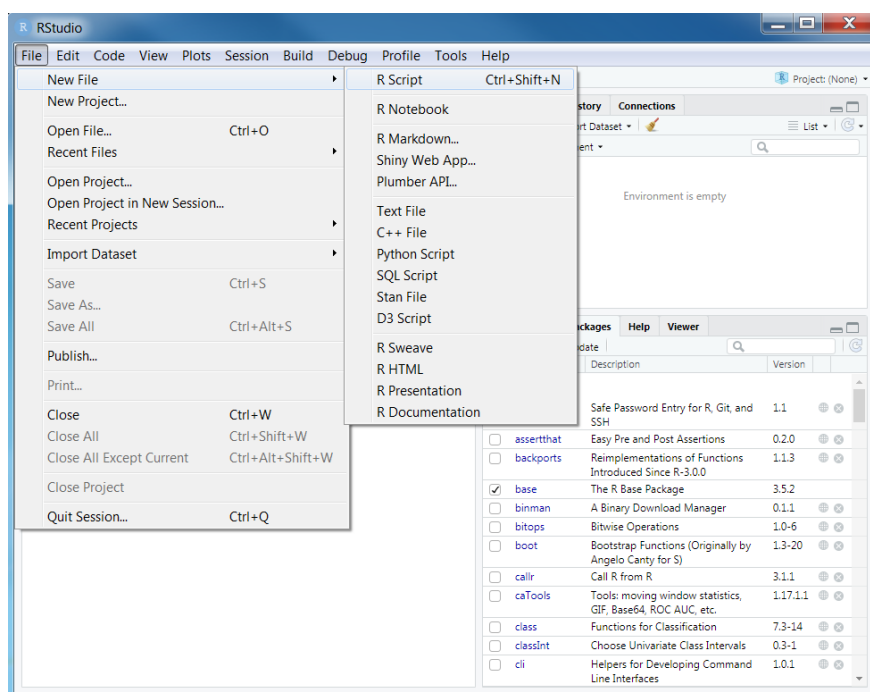 RStudio
File Edit Code View Plots Session Build Debug Profile Tools Help
New File
New Project...
Open File... Ctrl+O
Recent Files
Open Project...
Open Project in New Session...
Recent Projects
Import Dataset
Save Ctrl+S
Save As...
Save All Ctrl+Alt+S
Publish...
Print...
Close Ctrl+W
Close All Ctrl+Shift+W
Close All Except Current Ctrl+Alt+Shift+W
Close Project
Quit Session... Ctrl+Q
R Script Ctrl+Shift+N
R Notebook
R Markdown...
Shiny Web App...
Plumber API...
Text File
C++ File
Python Script
SQL Script
Stan File
D3 Script
R Sweave
R HTML
R Presentation
R Documentation
Project: (None)
story Connections
rt Dataset List
ent
Environment is empty
ckages Help Viewer
date
Description Version
Safe Password Entry for R, Git, and 1.1
SSH
assertthat Easy Pre and Post Assertions 0.2.0
backports Reimplementations of Functions 1.1.3
Introduced Since R-3.0.0
base The R Base Package 3.5.2
binman A Binary Download Manager 0.1.1
bitops Bitwise Operations 1.0-6
boot Bootstrap Functions (Originally by 1.3-20
Angelo Canty for S)
callr Call R from R 3.1.1
caTools Tools: moving window statistics, 1.17.1.1
GIF, Base64, ROC AUC, etc.
class Functions for Classification 7.3-14
classInt Choose Univariate Class Intervals 0.3-1
cli Helpers for Developing Command 1.0.1
Line Interfaces